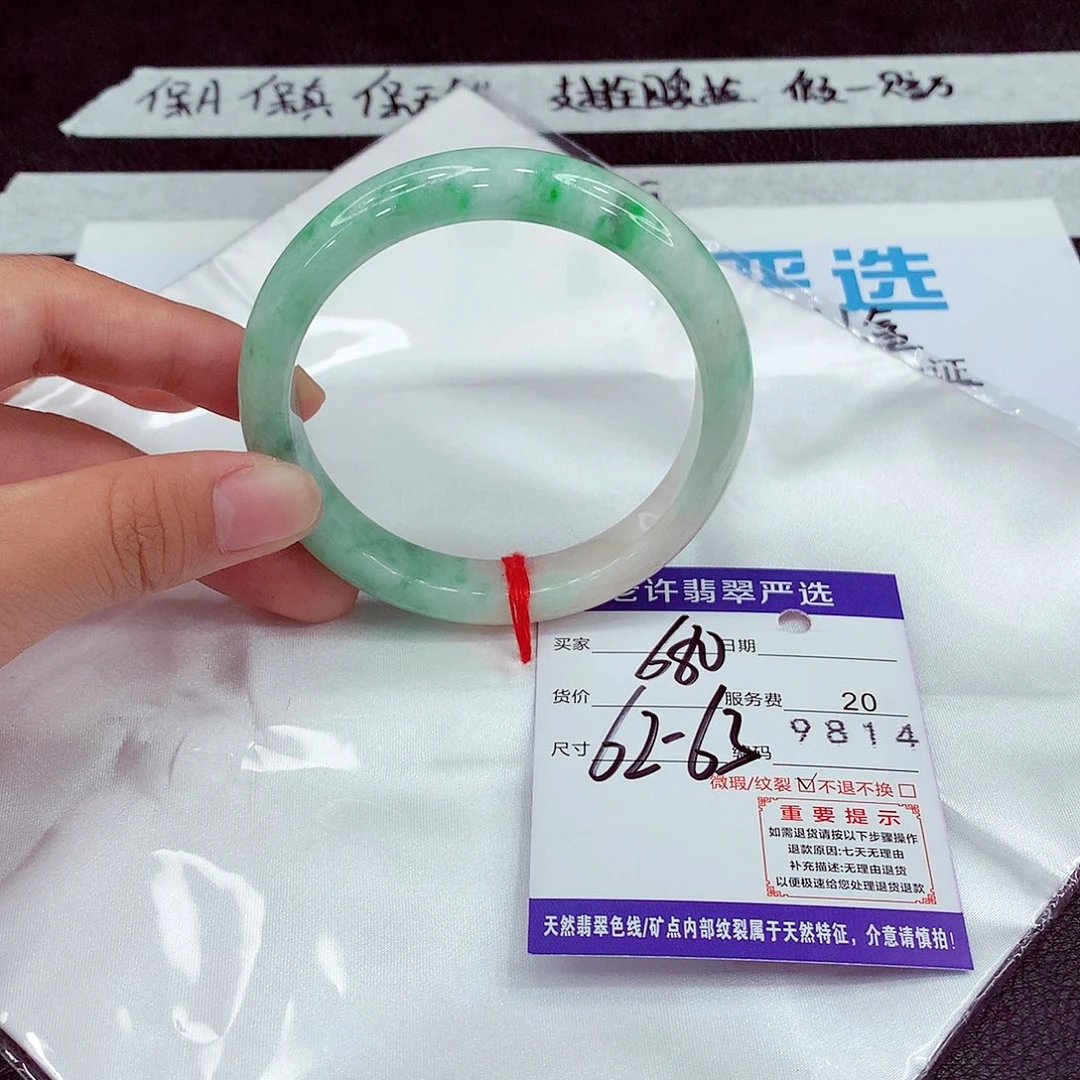 保A 保真 保天然 支持在随检 假一赔万
严选
证
老许翡翠严选
买家 680 日期
货价 服务费 20
尺寸 62-63 编码 9814
微瑕/纹裂 ☑ 不退不换 □
重要提示
如需退货请按以下步骤操作
退款原因:七天无理由
补充描述:无理由退货
以便极速给您处理退货退款
天然翡翠色线/矿点内部纹裂属于天然特征，介意请慎拍!